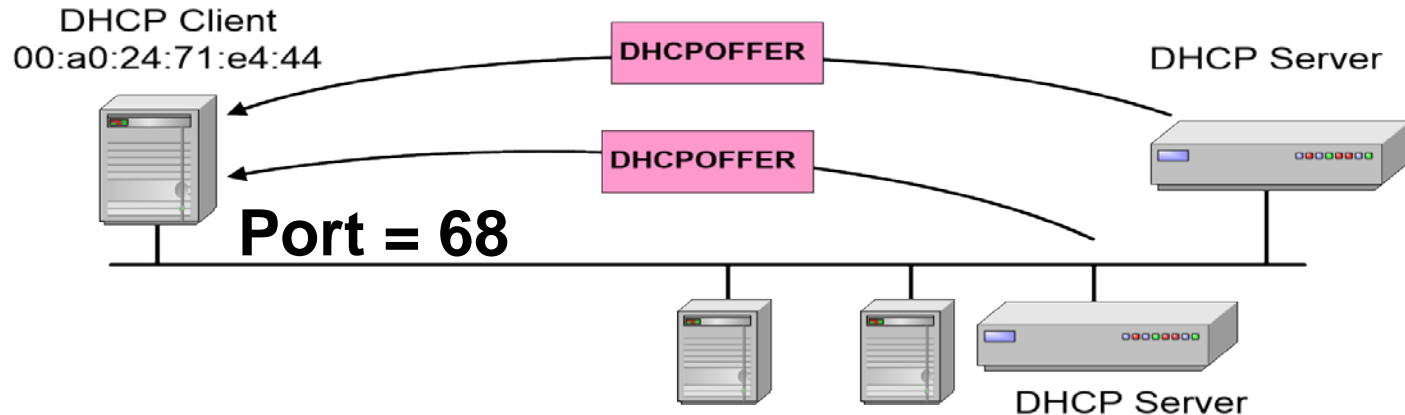 DHCP Client
00:a0:24:71:e4:44
DHCPOFFER
DHCP Server
DHCPOFFER
Port = 68
DHCP Server